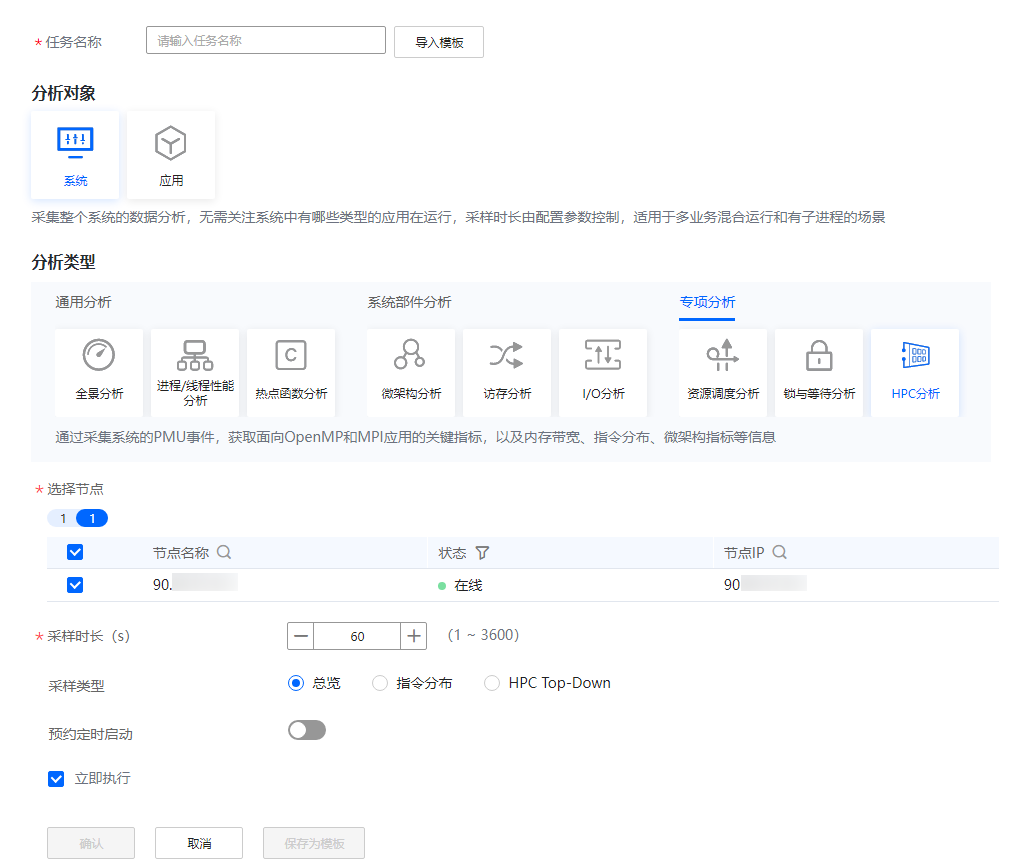 * 任务名称 请输入任务名称 导入模板
分析对象
系统 应用
采集整个系统的数据分析，无需关注系统中有哪些类型的应用在运行，采样时长由配置参数控制，适用于多业务混合运行和有子进程的场景
分析类型
通用分析 系统部件分析 专项分析
C
全景分析 进程/线程性能 热点函数分析 微架构分析 访存分析 I/O分析 资源调度分析 锁与等待分析 HPC分析
分析
通过采集系统的PMU事件，获取面向OpenMP和MPI应用的关键指标，以及内存带宽、指令分布、微架构指标等信息
* 选择节点
1 1
节点名称 状态 节点IP
90. 在线 90
* 采样时长（s） 60 （1 ~ 3600）
采样类型 总览 指令分布 HPC Top-Down
预约定时启动
立即执行
确认 取消 保存为模板